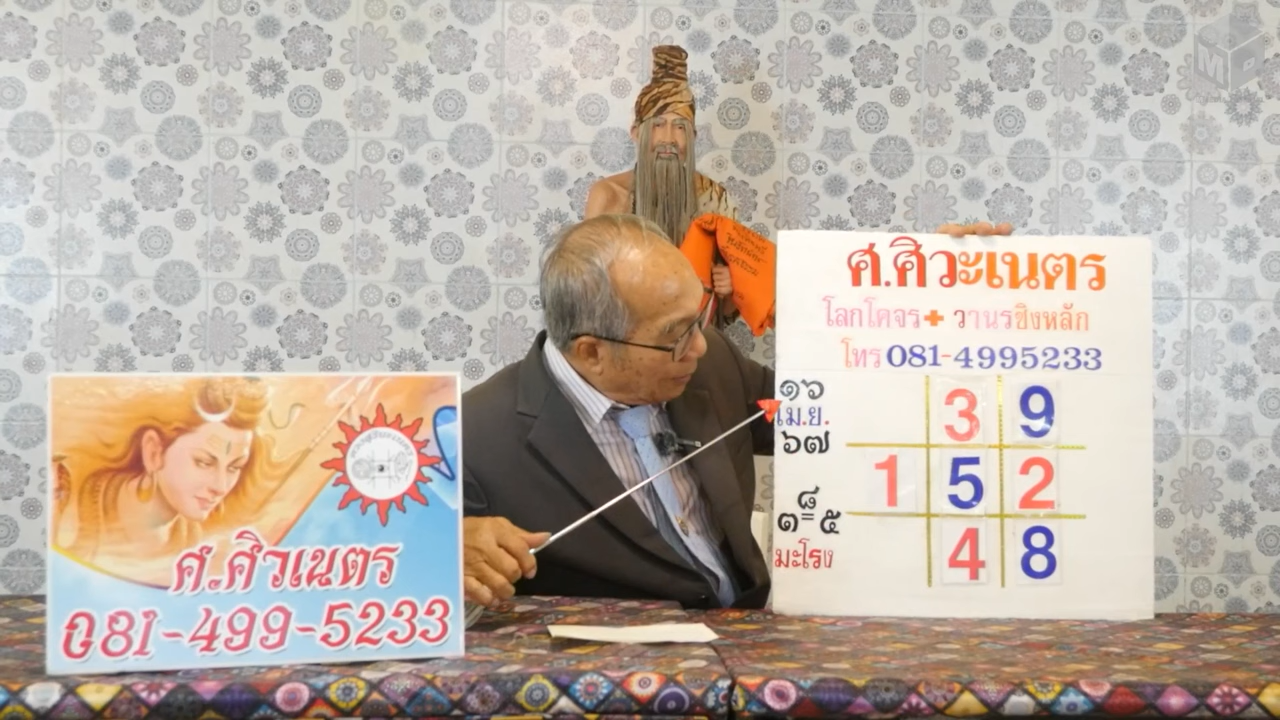 ศ.ศิวะเนตร
โลกโคจร+ วานรชิงหลัก
โทร 081-4995233
๑๖
เม.ย.
๖๗
3 9
1 5 2
4 8
๘
๓=๕
มะโรง
ศ.ศิวเนตร
081-499-5233
M